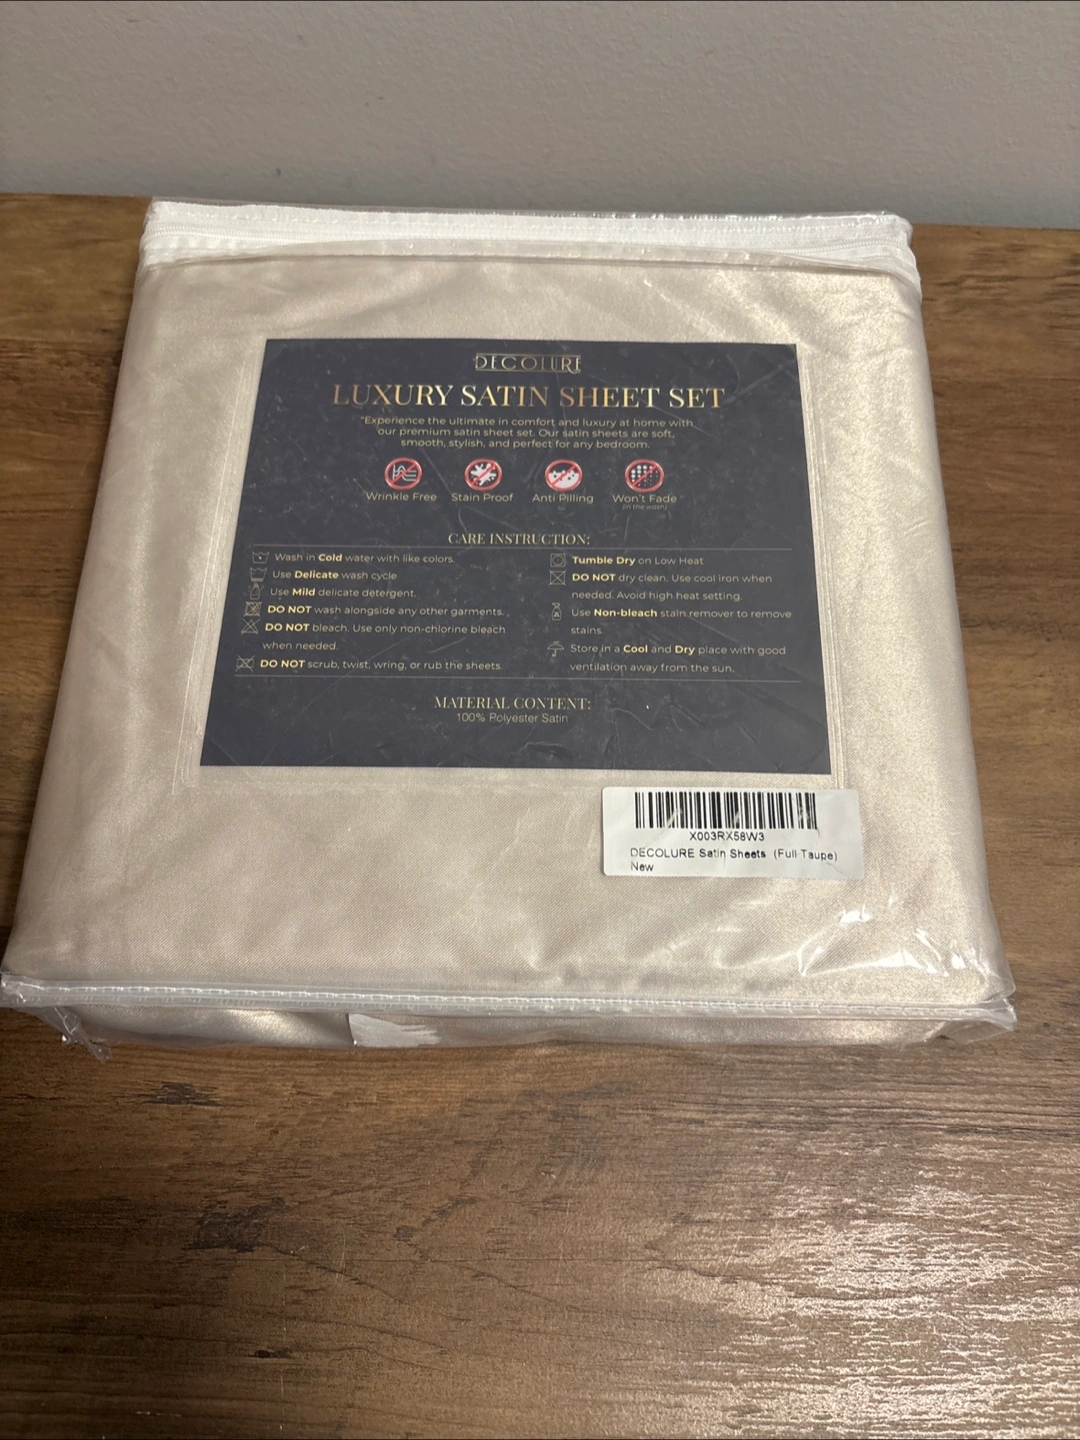 DECOLURE
LUXURY SATIN SHEET SET
"Experience the ultimate in comfort and luxury at home with
our premium satin sheet set. Our satin sheets are soft,
smooth, stylish, and perfect for any bedroom.
Wrinkle Free Stain Proof Anti Pilling Won't Fade
(in the wash)
CARE INSTRUCTION:
Wash in Cold water with like colors.
Use Delicate wash cycle
Use Mild delicate detergent.
DO NOT wash alongside any other garments.
DO NOT bleach. Use only non-chlorine bleach
when needed.
DO NOT scrub, twist, wring, or rub the sheets.
Tumble Dry on Low Heat
DO NOT dry clean. Use cool iron when
needed. Avoid high heat setting.
Use Non-bleach stain remover to remove
stains.
Store in a Cool and Dry place with good
ventilation away from the sun.
MATERIAL CONTENT:
100% Polyester Satin
X003RX58W3
DECOLURE Satin Sheets (Full Taupe)
New